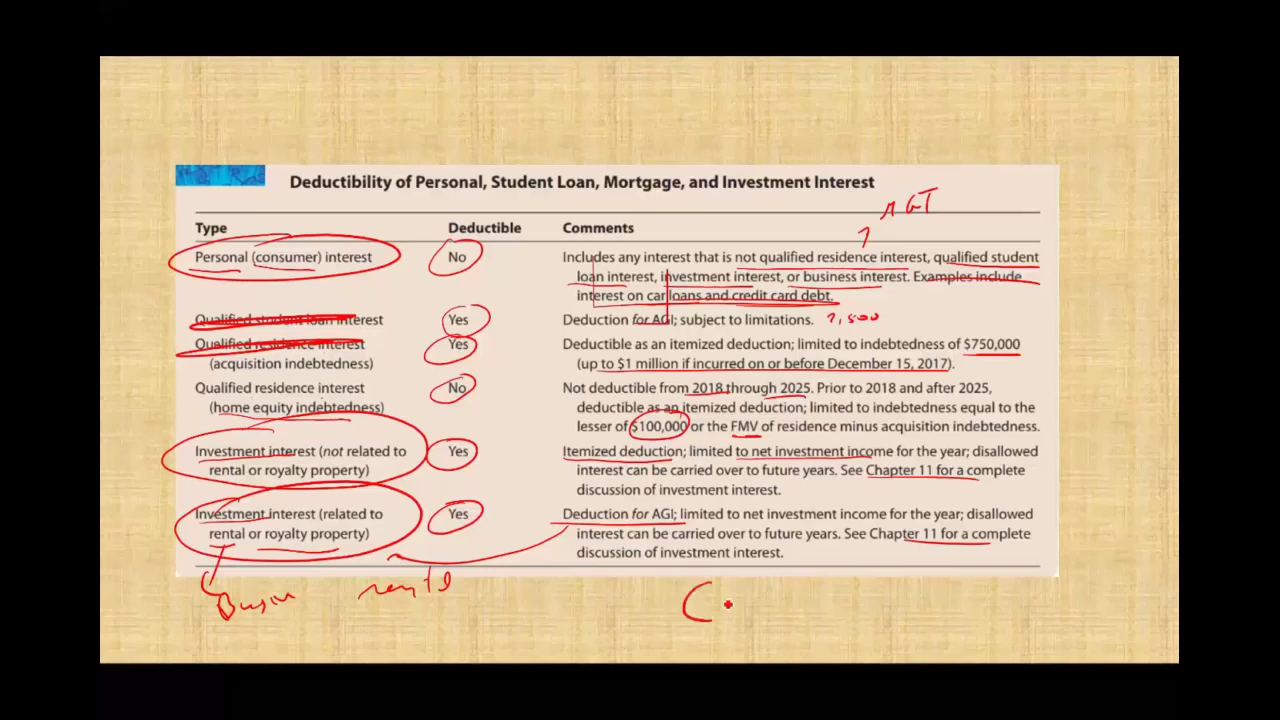 Deductibility of Personal, Student Loan, Mortgage, and Investment Interest
AGI
Type Deductible Comments
Personal (consumer) interest No Includes any interest that is not qualified residence interest, qualified student
loan interest, investment interest, or business interest. Examples include
interest on car loans and credit card debt.
Qualified student loan interest Yes Deduction for AGI; subject to limitations. 2,500
Qualified residence interest Yes Deductible as an itemized deduction; limited to indebtedness of $750,000
(acquisition indebtedness) (up to $1 million if incurred on or before December 15, 2017).
Qualified residence interest No Not deductible from 2018 through 2025. Prior to 2018 and after 2025,
(home equity indebtedness) deductible as an itemized deduction; limited to indebtedness equal to the
lesser of $100,000 or the FMV of residence minus acquisition indebtedness.
Investment interest (not related to Yes Itemized deduction; limited to net investment income for the year; disallowed
rental or royalty property) interest can be carried over to future years. See Chapter 11 for a complete
discussion of investment interest.
Investment interest (related to Yes Deduction for AGI; limited to net investment income for the year; disallowed
rental or royalty property) interest can be carried over to future years. See Chapter 11 for a complete
discussion of investment interest.